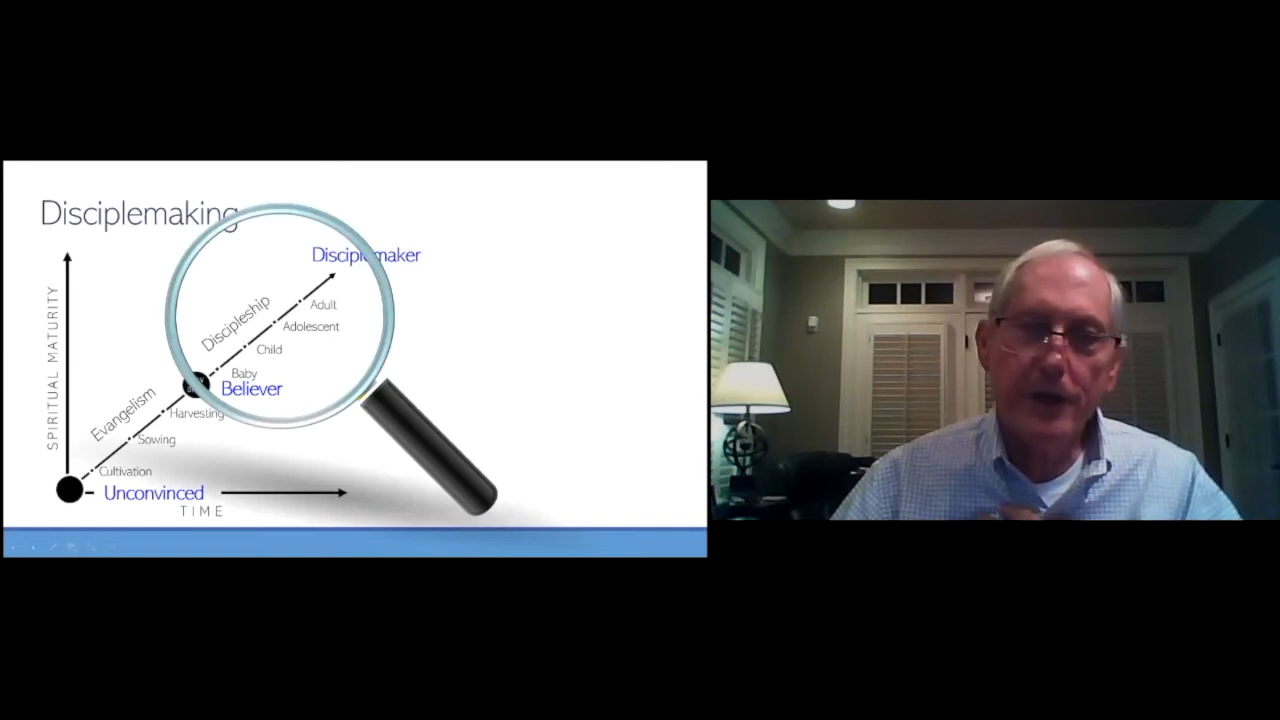 Disciplemaking
Disciplemaker
Adult
Discipleship
Adolescent
Child
Baby
Believer
SPIRITUAL MATURITY
Evangelism
Harvesting
Sowing
Cultivation
Unconvinced
TIME